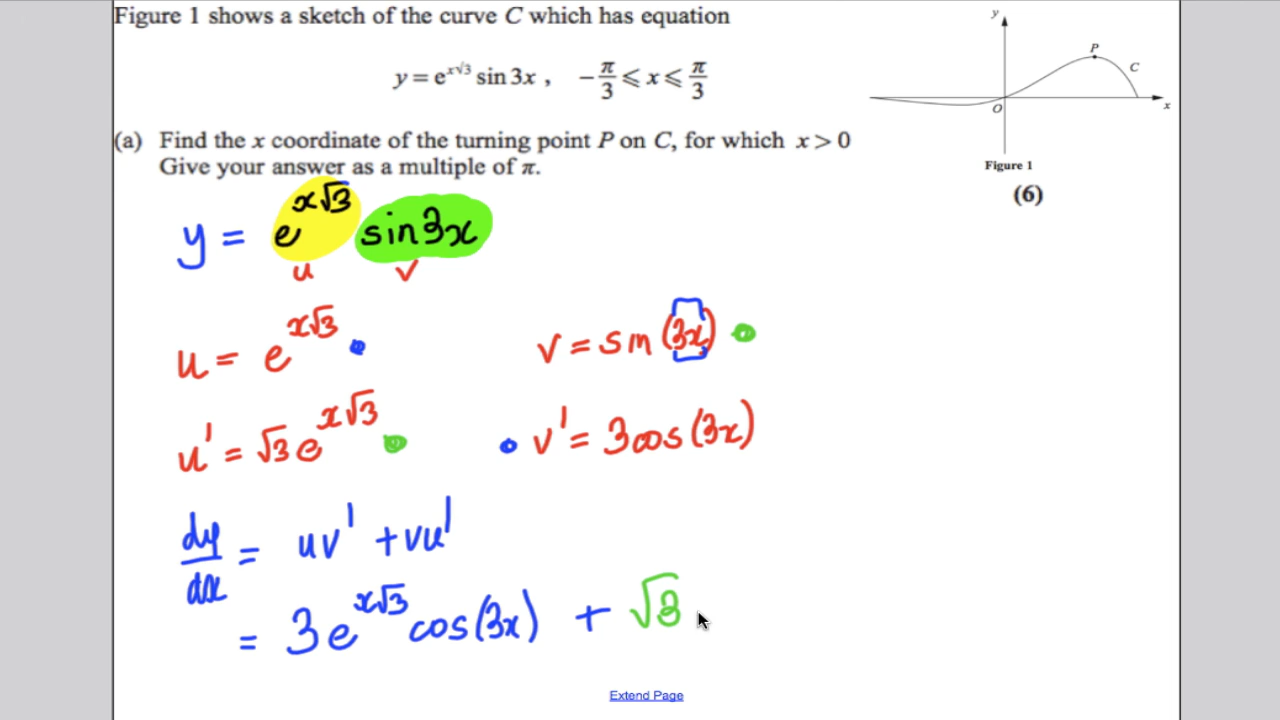 Figure 1 shows a sketch of the curve C which has equation
y = e^{x√3} sin 3x , −π/3 ⩽ x ⩽ π/3
(a) Find the x coordinate of the turning point P on C, for which x > 0
Give your answer as a multiple of π.
y
P
C
O
x
Figure 1
(6)
y = e^{x√3} sin3x
u v
u = e^{x√3} v = sin (3x)
u' = √3 e^{x√3} v' = 3cos(3x)
dy/dx = uv' + vu'
= 3e^{x√3} cos(3x) + √3
Extend Page